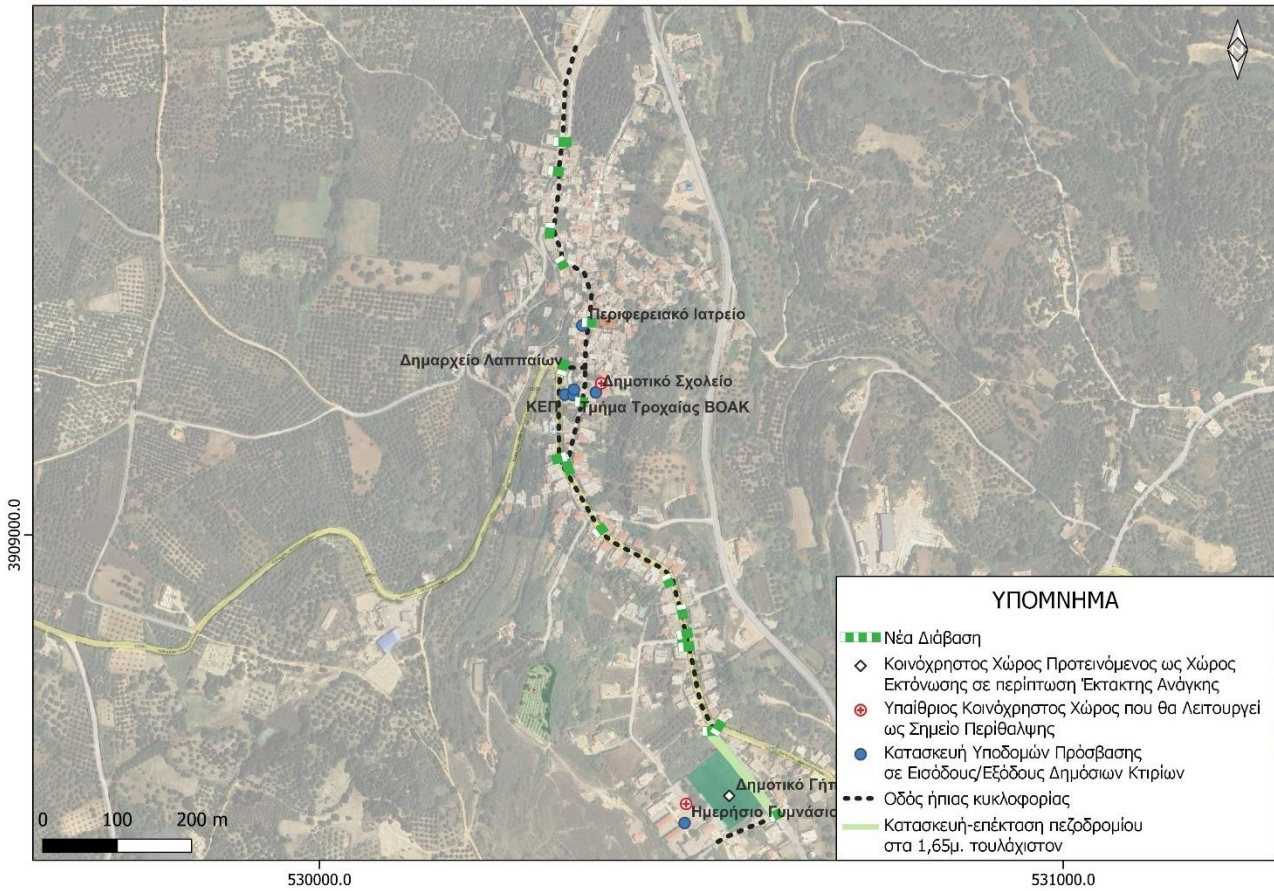 N
Περιφερειακό Ιατρείο
Δημαρχείο Λαππαίων
Δημοτικό Σχολείο
ΚΕΠ
Τμήμα Τροχαίας ΒΟΑΚ
3909000.0
ΥΠΟΜΝΗΜΑ
Νέα Διάβαση
Κοινόχρηστος Χώρος Προτεινόμενος ως Χώρος
Εκτόνωσης σε περίπτωση Έκτακτης Ανάγκης
Υπαίθριος Κοινόχρηστος Χώρος που θα Λειτουργεί
ως Σημείο Περίθαλψης
Κατασκευή Υποδομών Πρόσβασης
σε Εισόδους/Εξόδους Δημόσιων Κτιρίων
Οδός ήπιας κυκλοφορίας
Κατασκευή-επέκταση πεζοδρομίου
στα 1,65μ. τουλάχιστον
Δημοτικό Γήπ
Ημερήσιο Γυμνάσιο
0 100 200 m
530000.0
531000.0